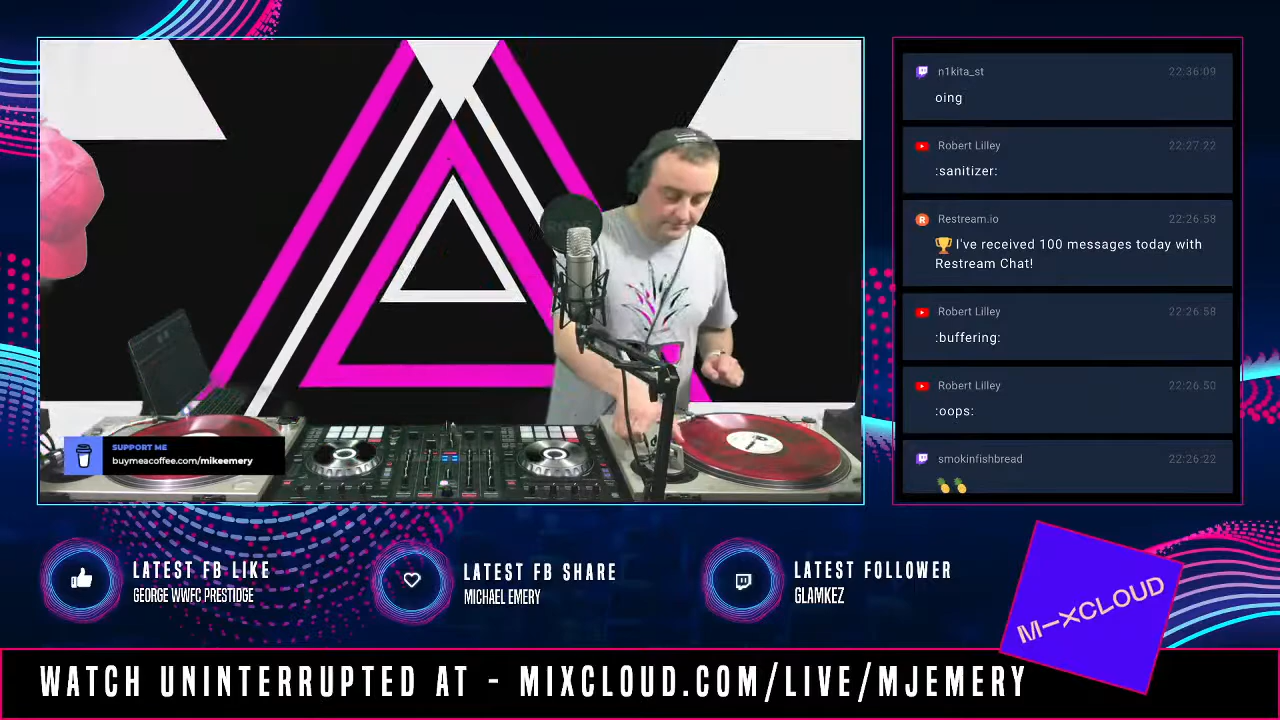 n1kita_st 22:36:09
oing
Robert Lilley 22:27:22
:sanitizer:
Restream.io 22:26:58
🏆 I've received 100 messages today with
Restream Chat!
Robert Lilley 22:26:58
:buffering:
Robert Lilley 22:26:50
:oops:
smokinfishbread 22:26:22
🍍🍍
SUPPORT ME
buymeacoffee.com/mikeemery
LATEST FB LIKE
GEORGE WWFC PRESTIDGE
LATEST FB SHARE
MICHAEL EMERY
LATEST FOLLOWER
GLAMKEZ
M-XCLOUD
WATCH UNINTERRUPTED AT - MIXCLOUD.COM/LIVE/MJEMERY